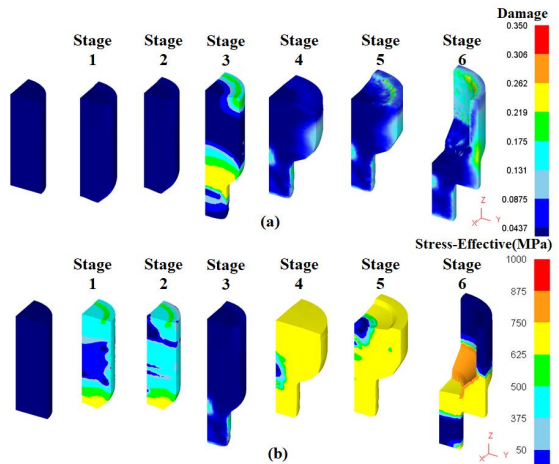 Damage
0.350
0.306
0.262
0.219
0.175
0.131
0.0875
0.0437
Stage
1
Stage
2
Stage
3
Stage
4
Stage
5
Stage
6
Z
X Y
(a)
Stress-Effective(MPa)
1000
875
750
625
500
375
50
Stage
1
Stage
2
Stage
3
Stage
4
Stage
5
Stage
6
Z
X Y
(b)